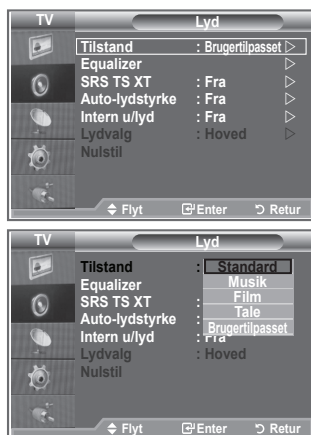 TV Lyd
Tilstand : Brugertilpasset
Equalizer
SRS TS XT : Fra
Auto-lydstyrke : Fra
Intern u/lyd : Fra
Lydvalg : Hoved
Nulstil
Flyt Enter Retur
TV Lyd
Tilstand : Standard
Equalizer Musik
SRS TS XT : Film
Auto-lydstyrke : Tale
Brugertilpasset
Intern u/lyd : Fra
Lydvalg : Hoved
Nulstil
Flyt Enter Retur